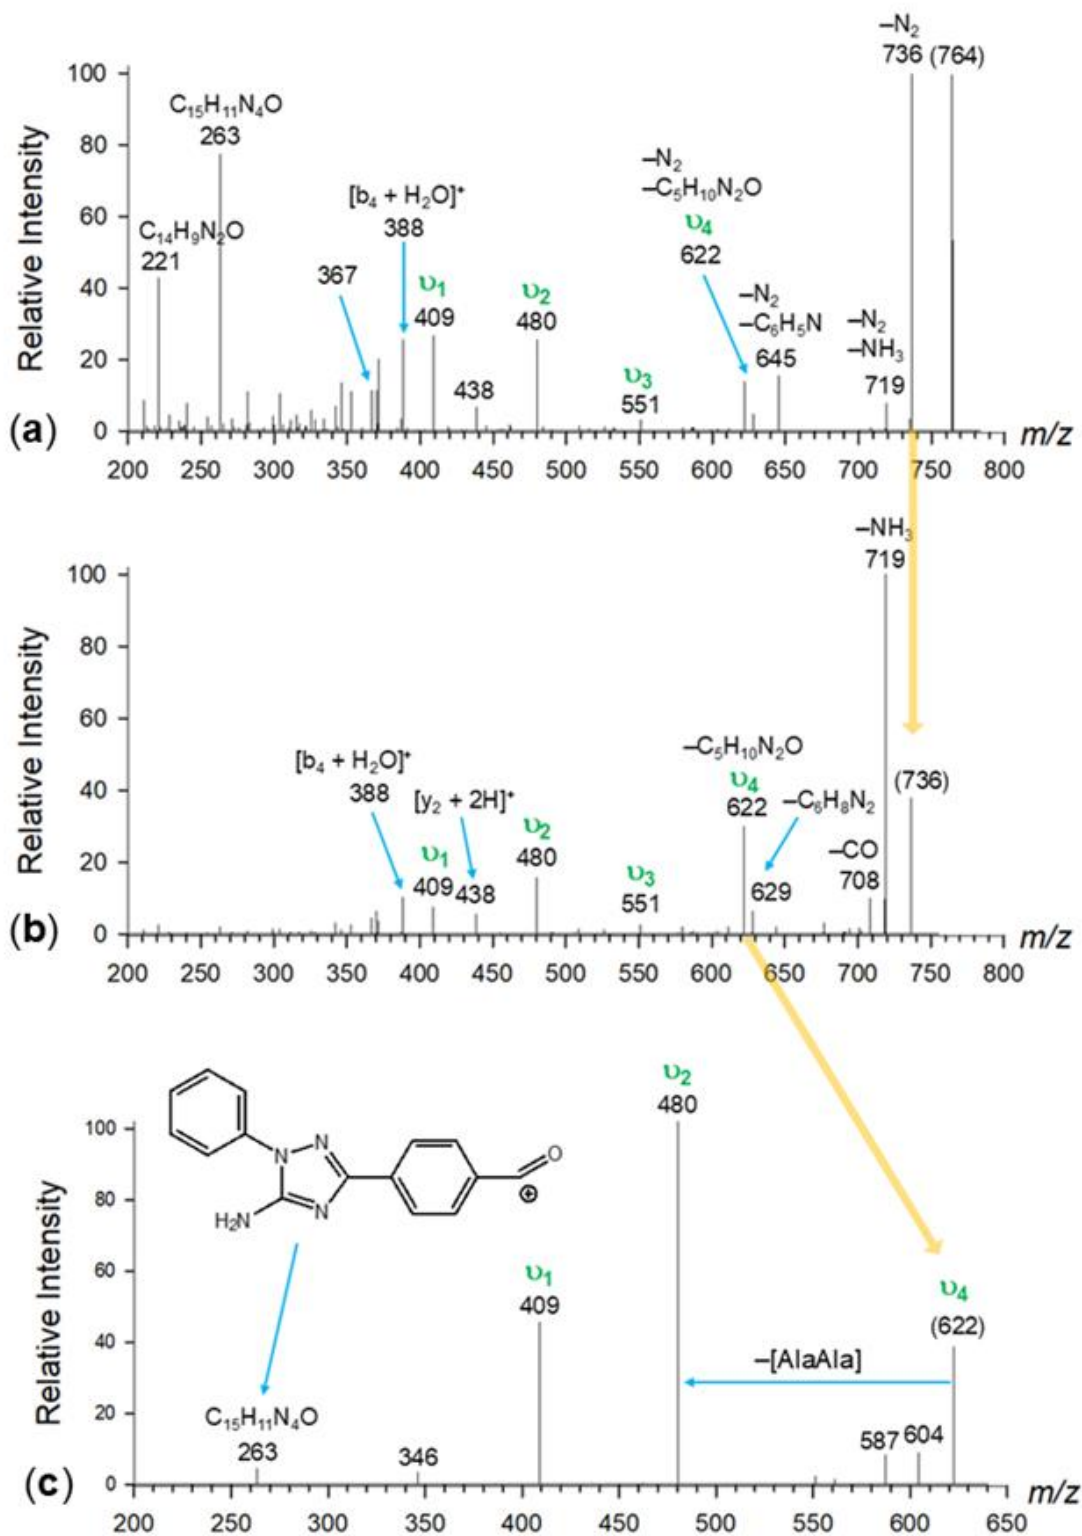 –N2
736 (764)
C15H11N4O
263
C14H9N2O
221
[b4 + H2O]+
388
367
υ1
409
438
υ2
480
υ3
551
–N2
–C5H10N2O
υ4
622
–N2
–C6H5N
645
–N2
–NH3
719
Relative Intensity
100
80
60
40
20
0
200 250 300 350 400 450 500 550 600 650 700 750 800
m/z
(a)
–NH3
719
[b4 + H2O]+
388
[y2 + 2H]+
υ1
409 438
υ2
480
υ3
551
–C5H10N2O
υ4
622
–C6H8N2
629
–CO
708
(736)
Relative Intensity
100
80
60
40
20
0
200 250 300 350 400 450 500 550 600 650 700 750 800
m/z
(b)
N N
N
H2N
O
⊕
υ2
480
υ1
409
υ4
(622)
–[AlaAla]
C15H11N4O
263
346
587 604
Relative Intensity
100
80
60
40
20
0
200 250 300 350 400 450 500 550 600 650
m/z
(c)